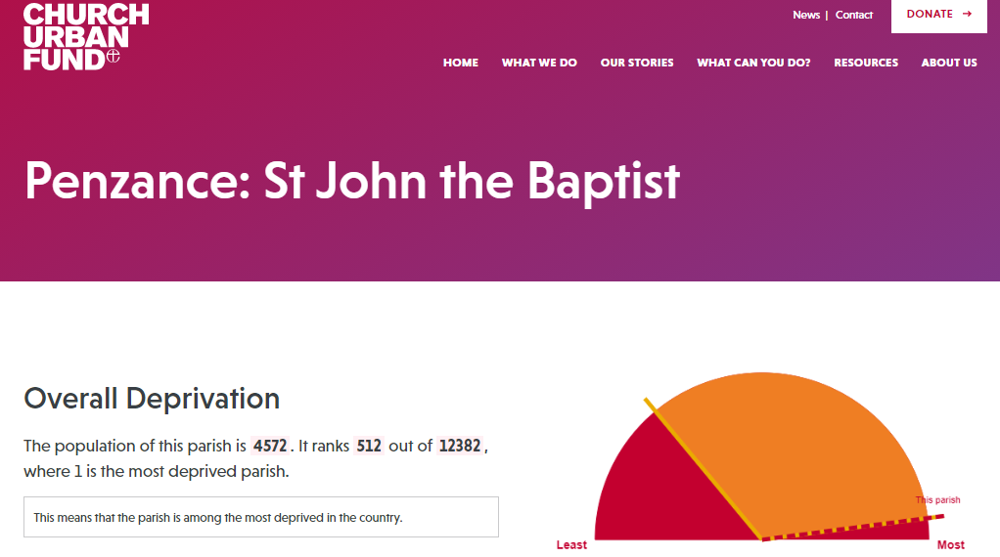 CHURCH
URBAN
FUND
News | Contact
DONATE →
HOME WHAT WE DO OUR STORIES WHAT CAN YOU DO? RESOURCES ABOUT US
Penzance: St John the Baptist
Overall Deprivation
The population of this parish is 4572. It ranks 512 out of 12382,
where 1 is the most deprived parish.
This means that the parish is among the most deprived in the country.
This parish
Least
Most